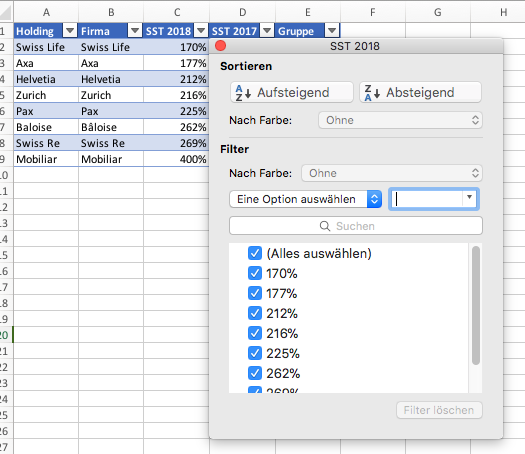 A B C D E F G H
1 Holding Firma SST 2018 SST 2017 Gruppe
2 Swiss Life Swiss Life 170%
3 Axa Axa 177%
4 Helvetia Helvetia 212%
5 Zurich Zurich 216%
6 Pax Pax 225%
7 Baloise Bâloise 262%
8 Swiss Re Swiss Re 269%
9 Mobiliar Mobiliar 400%
10
11
12
13
14
15
16
17
18
19
20
21
22
23
24
25
26
27
SST 2018
Sortieren
A Z Aufsteigend Z A Absteigend
Nach Farbe: Ohne
Filter
Nach Farbe: Ohne
Eine Option auswählen
Suchen
(Alles auswählen)
170%
177%
212%
216%
225%
262%
269%
Filter löschen